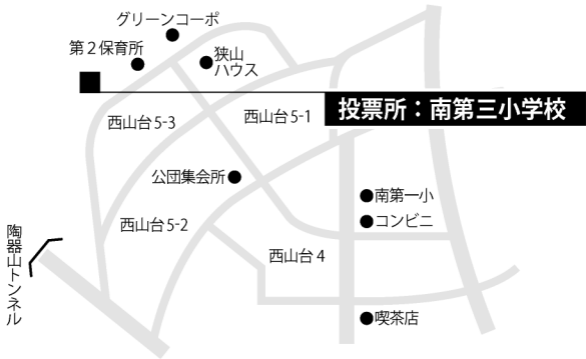 グリーンコーポ
第2保育所
狭山
ハウス
投票所：南第三小学校
西山台5-3
西山台5-1
公団集会所
南第一小
コンビニ
西山台5-2
西山台4
陶器山トンネル
喫茶店